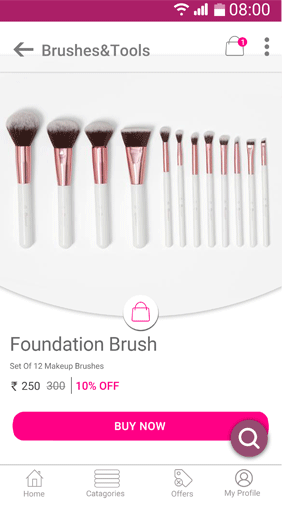 08:00
Brushes&Tools
1
Foundation Brush
Set Of 12 Makeup Brushes
₹ 250 300 10% OFF
BUY NOW
Home Catagories Offers My Profile